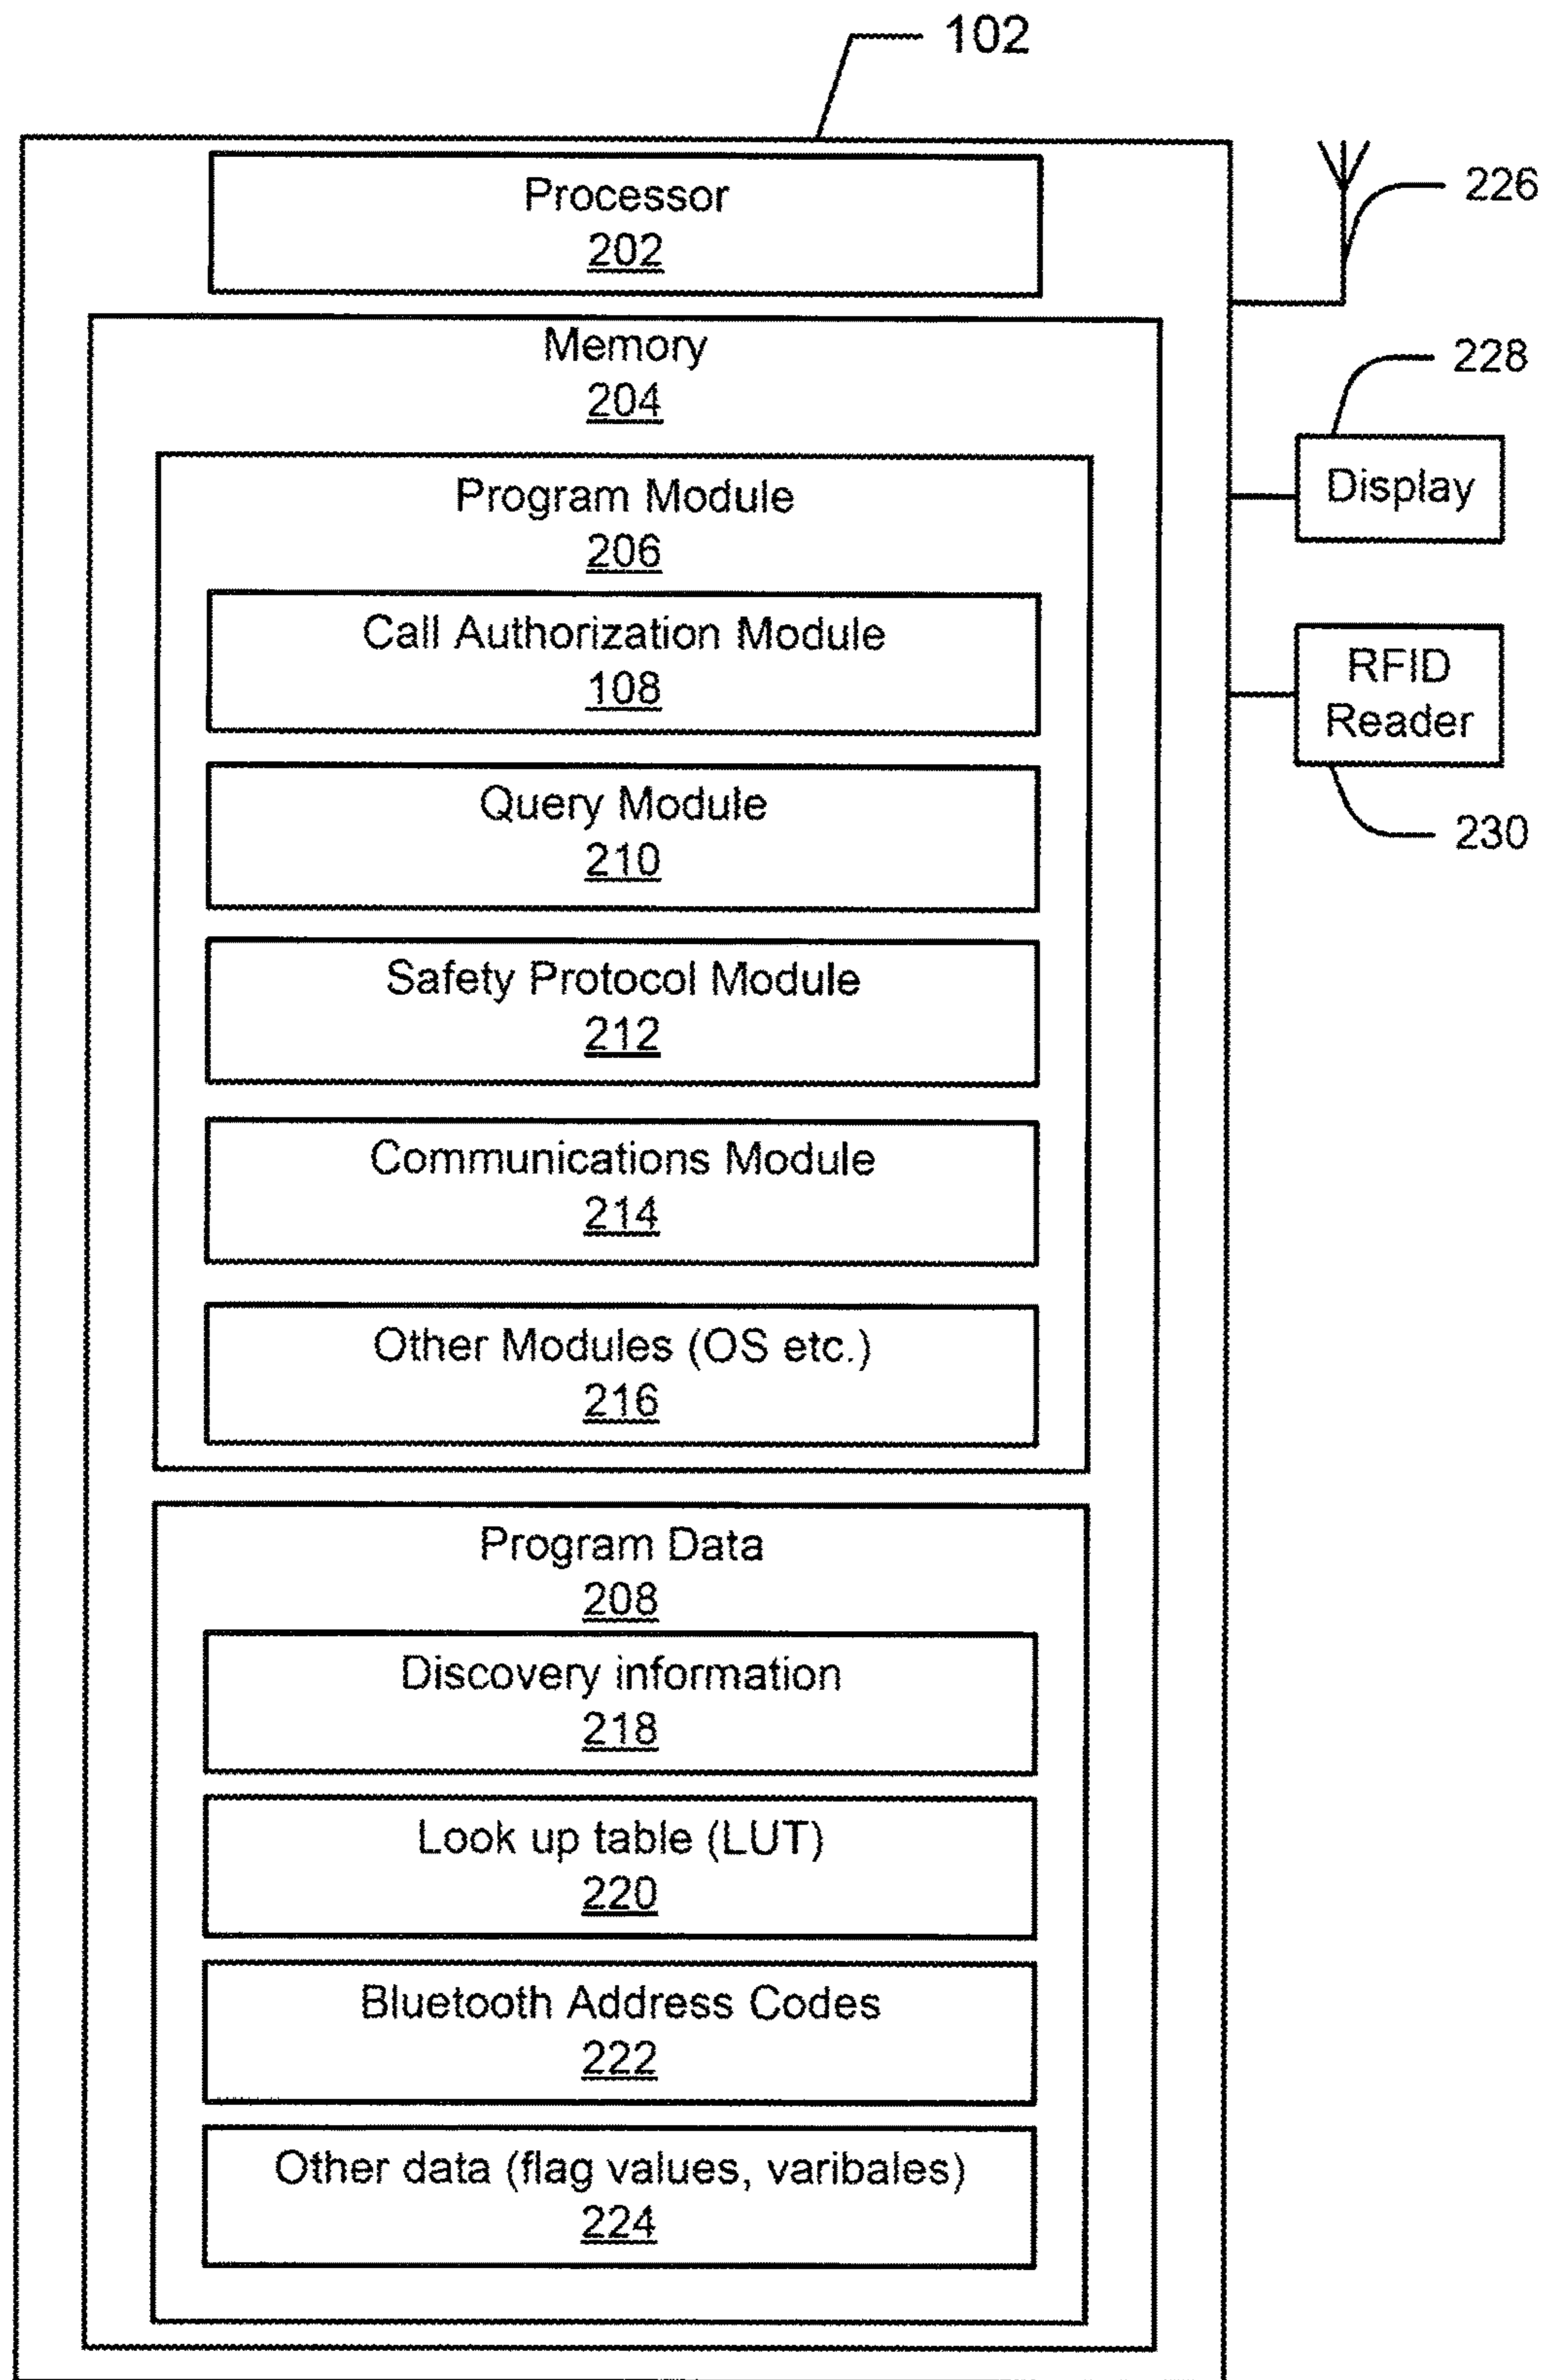 102
Processor
202
226
Memory
204
228
Program Module
206
Display
Call Authorization Module
108
RFID
Reader
Query Module
210
230
Safety Protocol Module
212
Communications Module
214
Other Modules (OS etc.)
216
Program Data
208
Discovery information
218
Look up table (LUT)
220
Bluetooth Address Codes
222
Other data (flag values, varibales)
224